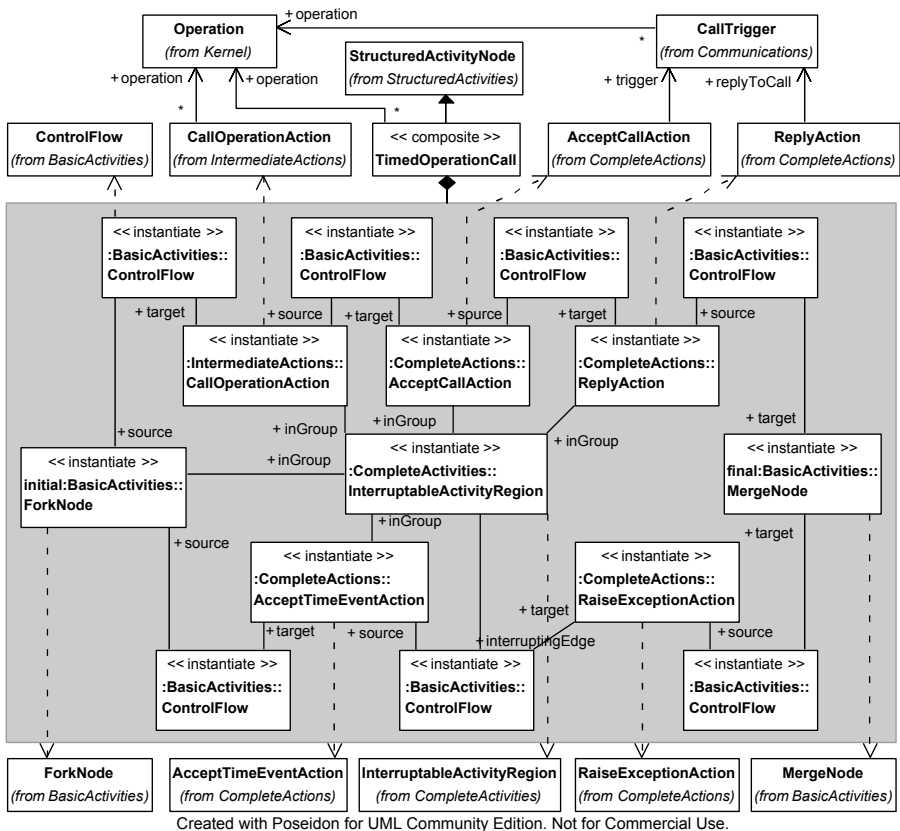 + operation
Operation
(from Kernel)
CallTrigger
(from Communications)
*
StructuredActivityNode
(from StructuredActivities)
+ operation
+ operation
+ trigger
+ replyToCall
*
*
ControlFlow
(from BasicActivities)
CallOperationAction
(from IntermediateActions)
<< composite >>
TimedOperationCall
AcceptCallAction
(from CompleteActions)
ReplyAction
(from CompleteActions)
<< instantiate >>
:BasicActivities::
ControlFlow
<< instantiate >>
:BasicActivities::
ControlFlow
<< instantiate >>
:BasicActivities::
ControlFlow
<< instantiate >>
:BasicActivities::
ControlFlow
+ target
+ source
+ target
+ source
+ target
+ source
<< instantiate >>
:IntermediateActions::
CallOperationAction
<< instantiate >>
:CompleteActions::
AcceptCallAction
<< instantiate >>
:CompleteActions::
ReplyAction
+ source
+ inGroup
+ inGroup
+ inGroup
+ target
<< instantiate >>
initial:BasicActivities::
ForkNode
+ inGroup
<< instantiate >>
:CompleteActivities::
InterruptableActivityRegion
<< instantiate >>
final:BasicActivities::
MergeNode
+ source
+ inGroup
+ target
<< instantiate >>
:CompleteActions::
AcceptTimeEventAction
<< instantiate >>
:CompleteActions::
RaiseExceptionAction
+ target
+ target
+ source
+ interruptingEdge
+ source
<< instantiate >>
:BasicActivities::
ControlFlow
<< instantiate >>
:BasicActivities::
ControlFlow
<< instantiate >>
:BasicActivities::
ControlFlow
ForkNode
(from BasicActivities)
AcceptTimeEventAction
(from CompleteActions)
InterruptableActivityRegion
(from CompleteActivities)
RaiseExceptionAction
(from CompleteActions)
MergeNode
(from BasicActivities)
Created with Poseidon for UML Community Edition. Not for Commercial Use.